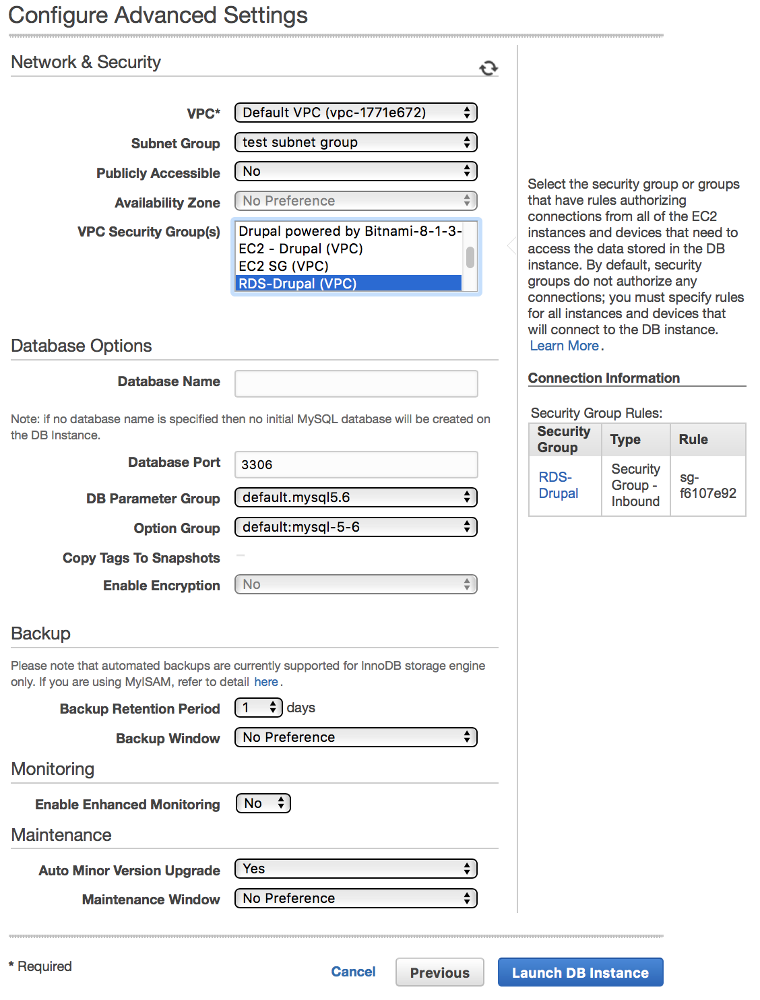 Configure Advanced Settings
Network & Security
VPC* Default VPC (vpc-1771e672)
Subnet Group test subnet group
Publicly Accessible No
Availability Zone No Preference
VPC Security Group(s) Drupal powered by Bitnami-8-1-3-
EC2 - Drupal (VPC)
EC2 SG (VPC)
RDS-Drupal (VPC)
Database Options
Database Name
Note: if no database name is specified then no initial MySQL database will be created on
the DB Instance.
Database Port 3306
DB Parameter Group default.mysql5.6
Option Group default:mysql-5-6
Copy Tags To Snapshots
Enable Encryption No
Backup
Please note that automated backups are currently supported for InnoDB storage engine
only. If you are using MyISAM, refer to detail here.
Backup Retention Period 1 days
Backup Window No Preference
Monitoring
Enable Enhanced Monitoring No
Maintenance
Auto Minor Version Upgrade Yes
Maintenance Window No Preference
Select the security group or groups
that have rules authorizing
connections from all of the EC2
instances and devices that need to
access the data stored in the DB
instance. By default, security
groups do not authorize any
connections; you must specify rules
for all instances and devices that
will connect to the DB instance.
Learn More.
Connection Information
Security Group Rules:
Security
Group
Type
Rule
RDS-
Drupal
Security
Group -
Inbound
sg-
f6107e92
* Required
Cancel
Previous
Launch DB Instance